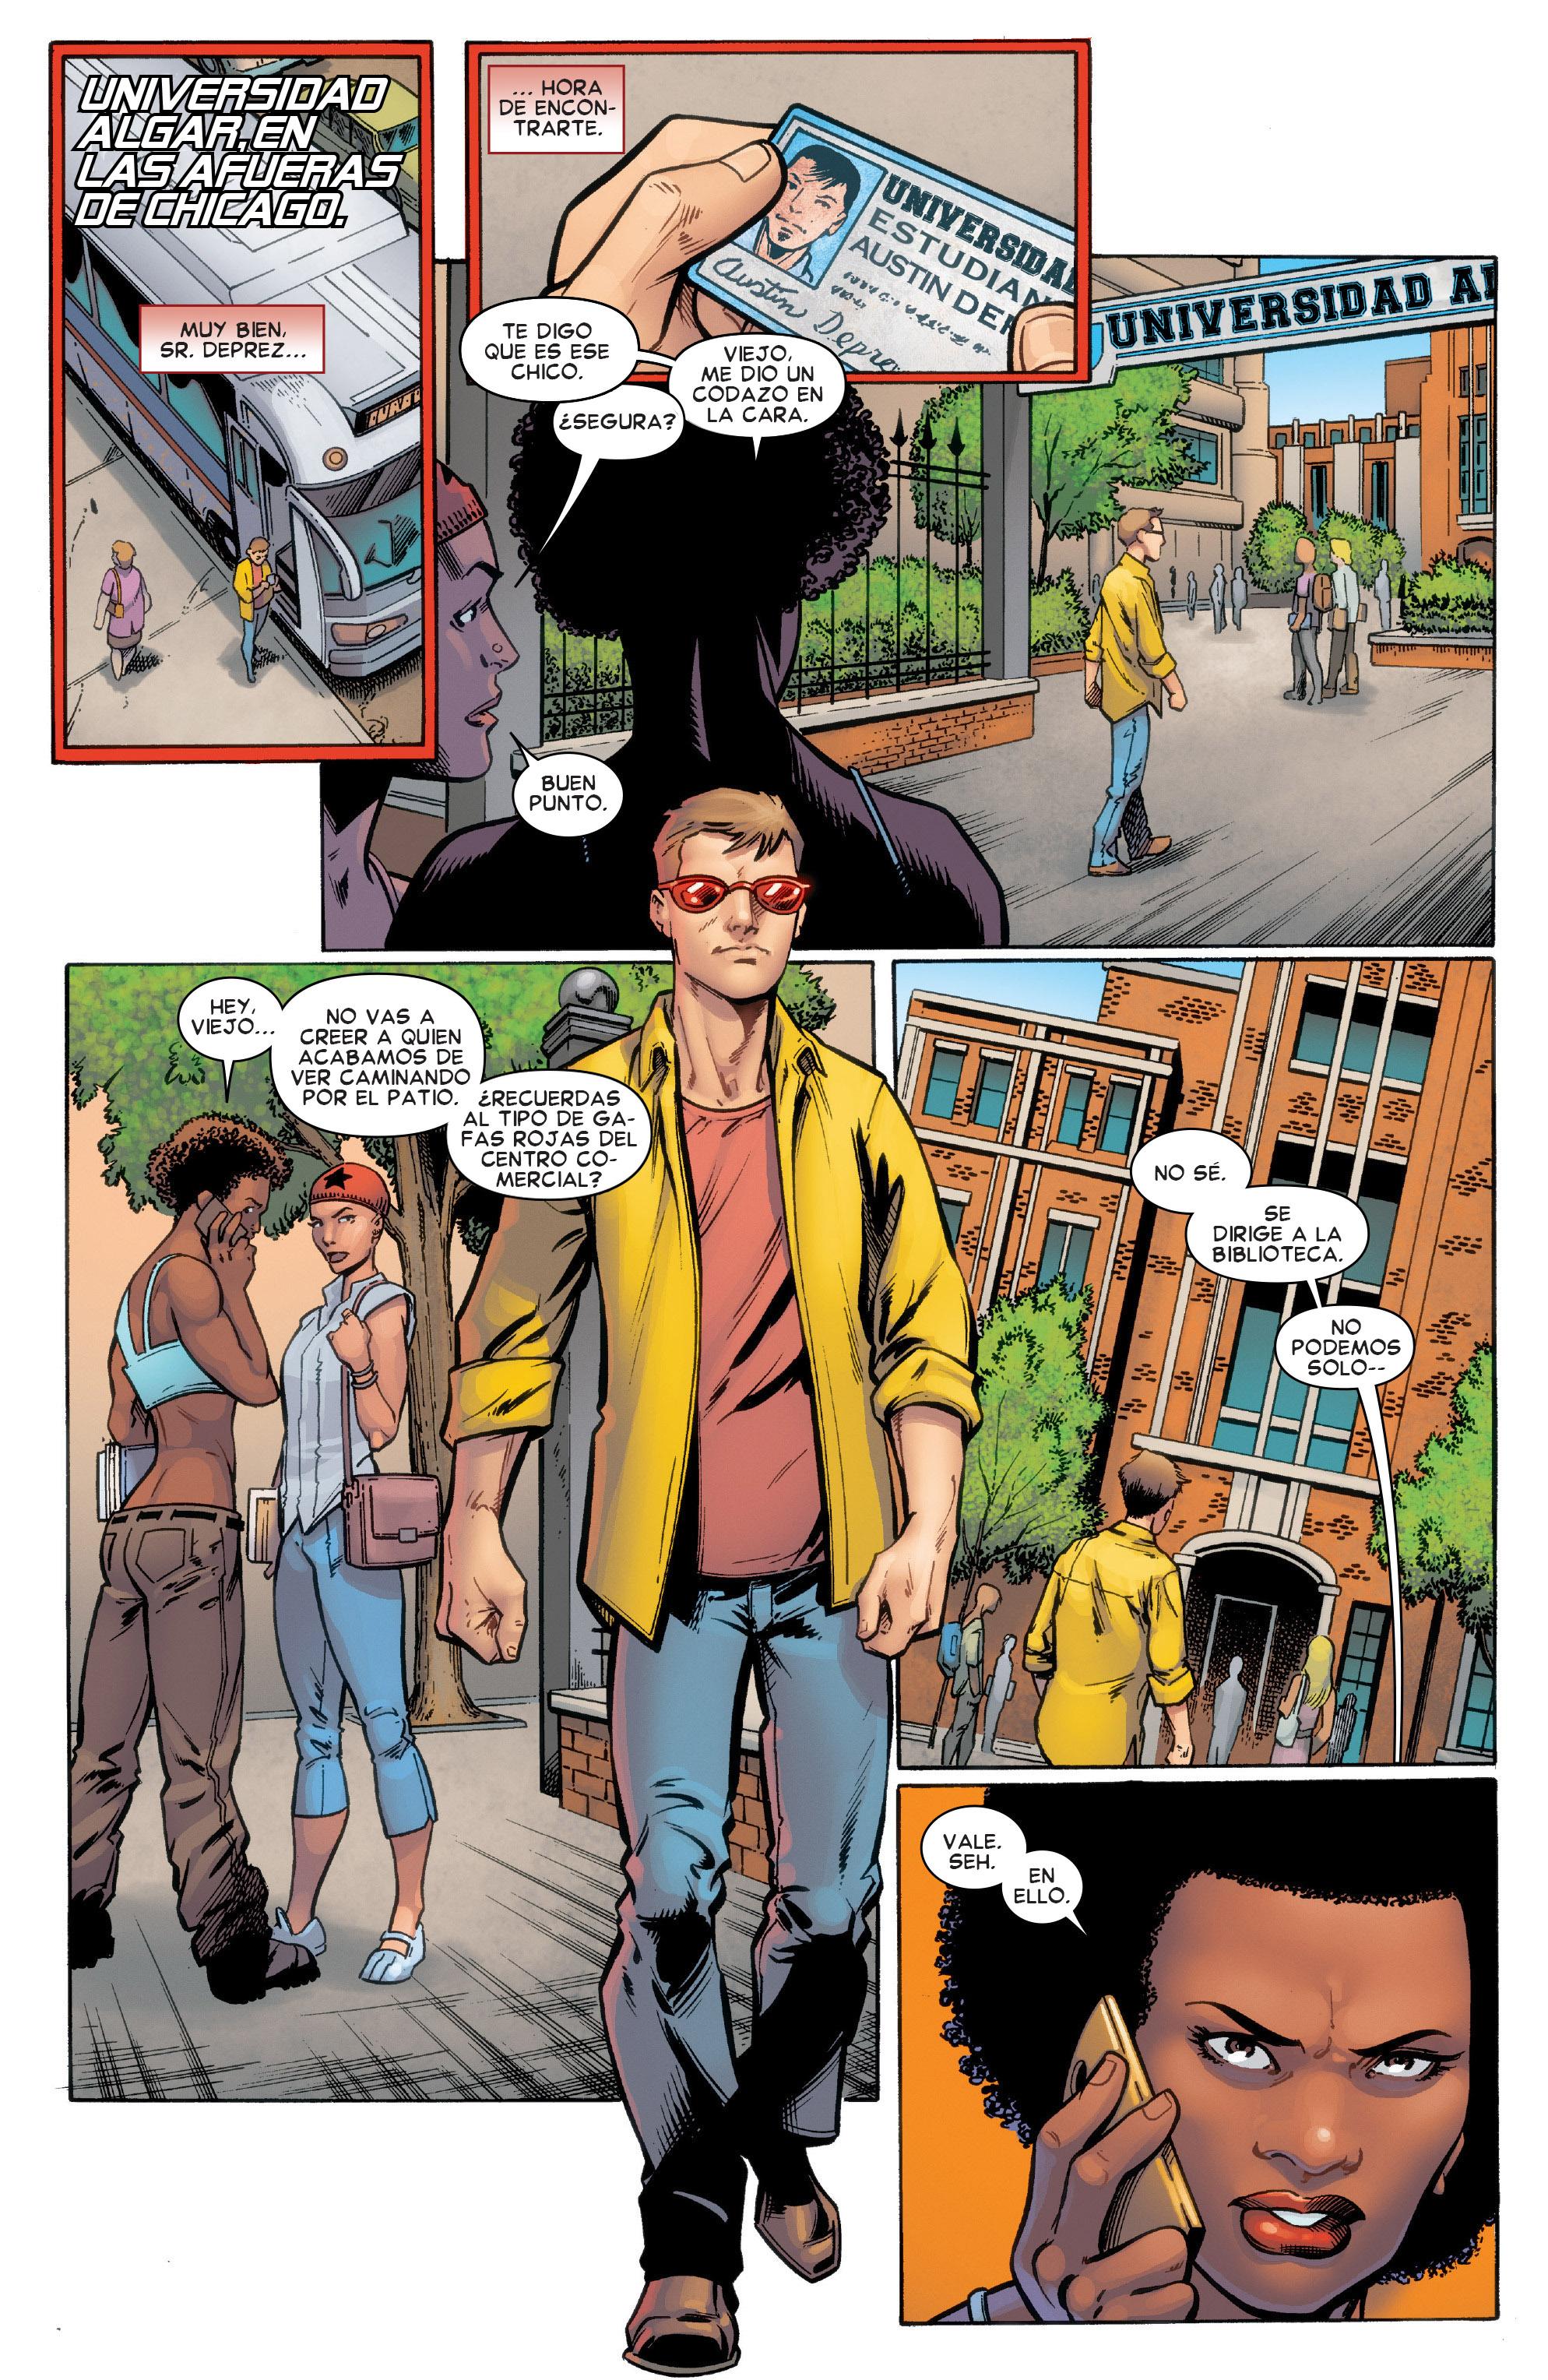 UNIVERSIDAD
ALGAR, EN
LAS AFUERAS
DE CHICAGO.
MUY BIEN,
SR. DEPREZ...
... HORA
DE ENCON-
TRARTE.
UNIVERSIDAD
ESTUDIAN
AUSTIN DEP
Austin Deprez
UNIVERSIDAD AL
TE DIGO
QUE ES ESE
CHICO.
¿SEGURA?
VIEJO,
ME DIO UN
CODAZO EN
LA CARA.
BUEN
PUNTO.
HEY,
VIEJO...
NO VAS A
CREER A QUIEN
ACABAMOS DE
VER CAMINANDO
POR EL PATIO.
¿RECUERDAS
AL TIPO DE GA-
FAS ROJAS DEL
CENTRO CO-
MERCIAL?
NO SÉ.
SE
DIRIGE A LA
BIBLIOTECA.
NO
PODEMOS
SOLO--
VALE.
SEH.
EN
ELLO.